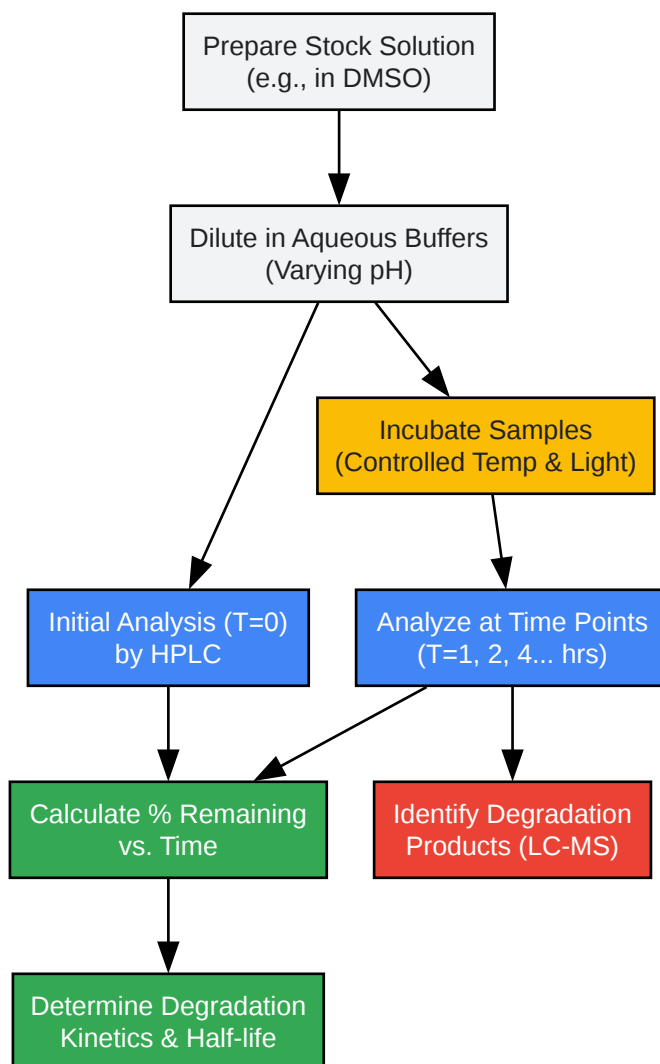 Prepare Stock Solution
(e.g., in DMSO)
Dilute in Aqueous Buffers
(Varying pH)
Incubate Samples
(Controlled Temp & Light)
Initial Analysis (T=0)
by HPLC
Analyze at Time Points
(T=1, 2, 4... hrs)
Calculate % Remaining
vs. Time
Identify Degradation
Products (LC-MS)
Determine Degradation
Kinetics & Half-life